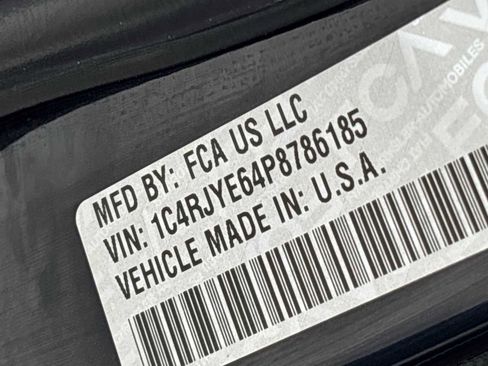 MFD BY: FCA US LLC
VIN: 1C4RJYE64P8786185
VEHICLE MADE IN: U.S.A.